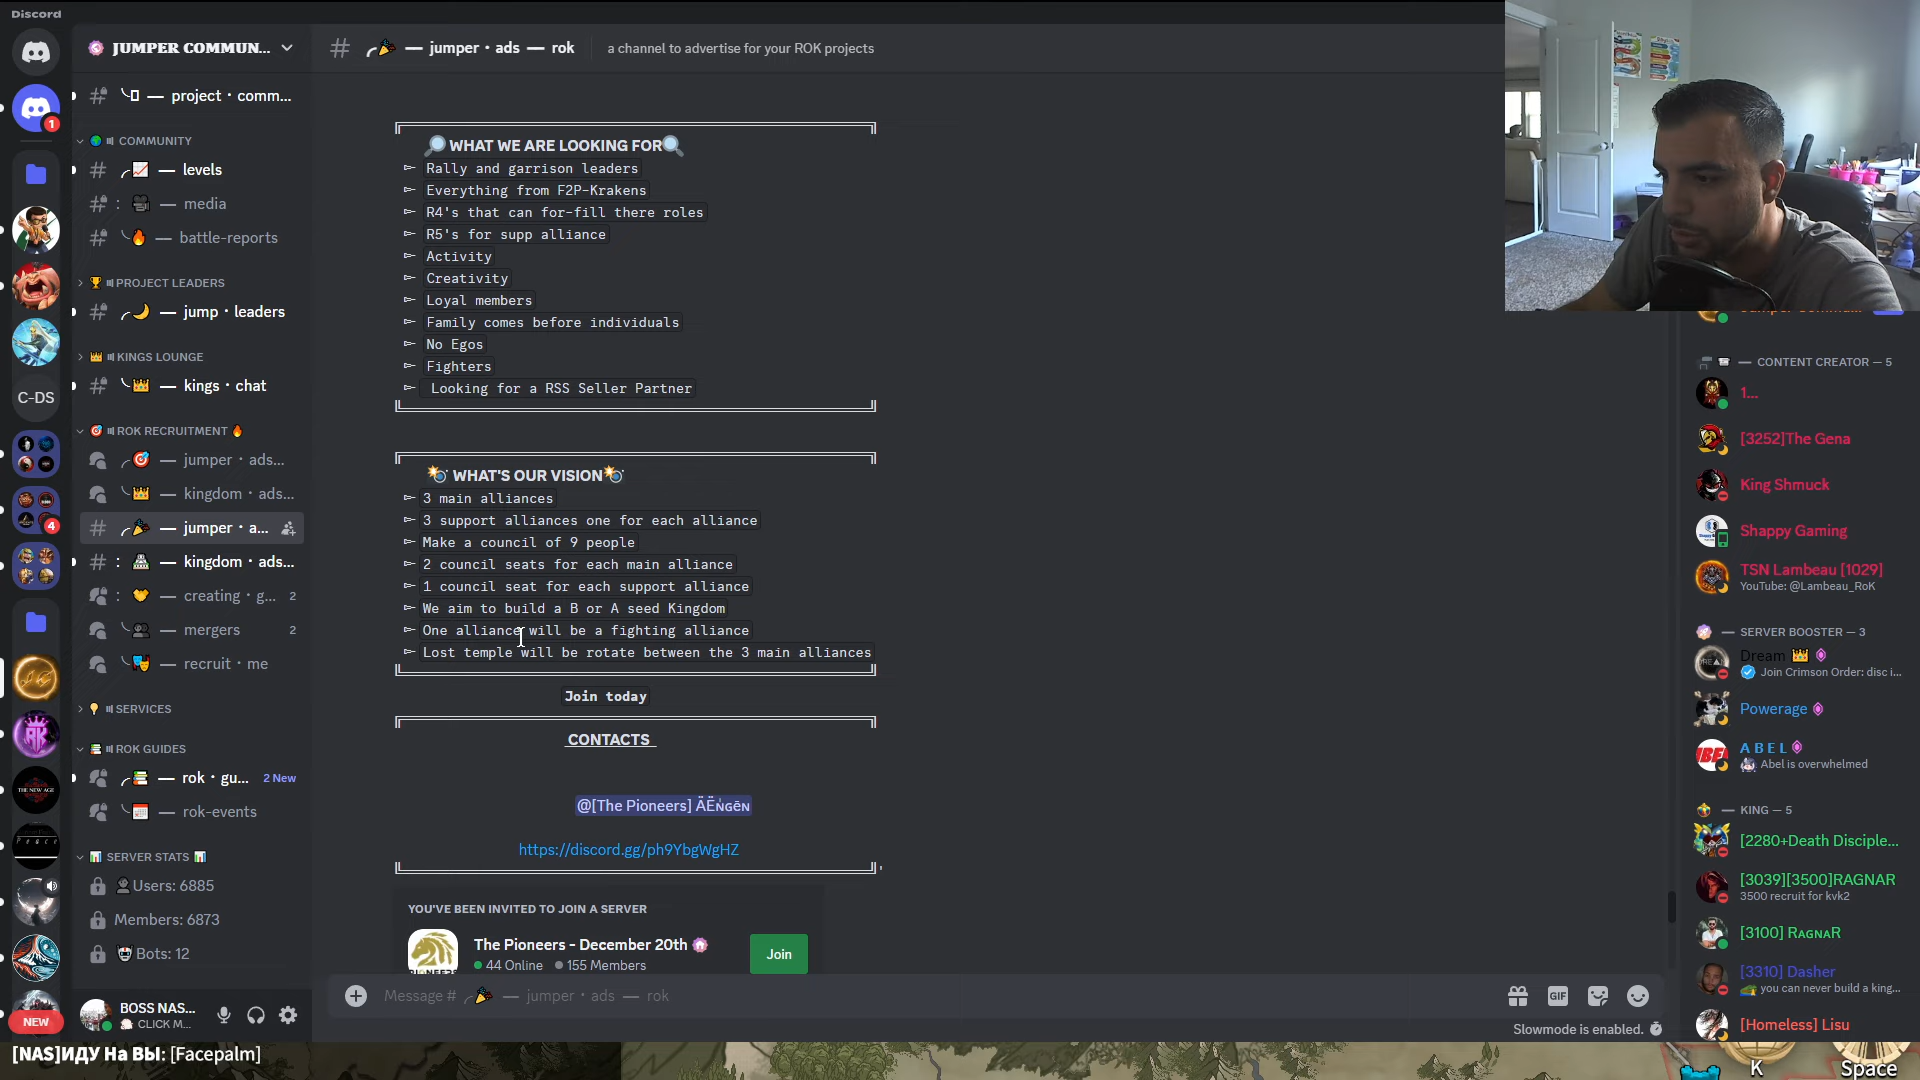 Discord
JUMPER COMMUN...
— project • comm...
COMMUNITY
— levels
— media
— battle-reports
PROJECT LEADERS
— jump • leaders
KINGS LOUNGE
— kings • chat
ROK RECRUITMENT
— jumper • ads...
— kingdom • ads...
— jumper • a...
— kingdom • ads...
— creating • g... 2
— mergers 2
— recruit • me
SERVICES
ROK GUIDES
— rok • gu... 2 New
— rok-events
SERVER STATS
Users: 6885
Members: 6873
Bots: 12
1
C-DS
4
THE NEW AGE
NEW
BOSS NAS...
CLICK M...
— jumper • ads — rok
a channel to advertise for your ROK projects
WHAT WE ARE LOOKING FOR
Rally and garrison leaders
Everything from F2P-Krakens
R4's that can for-fill there roles
R5's for supp alliance
Activity
Creativity
Loyal members
Family comes before individuals
No Egos
Fighters
Looking for a RSS Seller Partner
WHAT'S OUR VISION
3 main alliances
3 support alliances one for each alliance
Make a council of 9 people
2 council seats for each main alliance
1 council seat for each support alliance
We aim to build a B or A seed Kingdom
One alliance will be a fighting alliance
Lost temple will be rotate between the 3 main alliances
Join today
CONTACTS
@[The Pioneers] ÄËŃGĒN
https://discord.gg/ph9YbgWgHZ
YOU'VE BEEN INVITED TO JOIN A SERVER
The Pioneers - December 20th
44 Online 155 Members
Join
Message # — jumper • ads — rok
GIF
Slowmode is enabled.
— CONTENT CREATOR — 5
1...
[3252]The Gena
King Shmuck
Shappy Gaming
TSN Lambeau [1029]
YouTube: @Lambeau_RoK
— SERVER BOOSTER — 3
Dream
Join Crimson Order: disc i...
Powerage
A B E L
Abel is overwhelmed
— KING — 5
[2280+Death Disciple...
[3039][3500]RAGNAR
3500 recruit for kvk2
[3100] RAGNAR
[3310] Dasher
you can never build a king...
[Homeless] Lisu
[NAS]ИДУ На ВЫ: [Facepalm]
K
Space